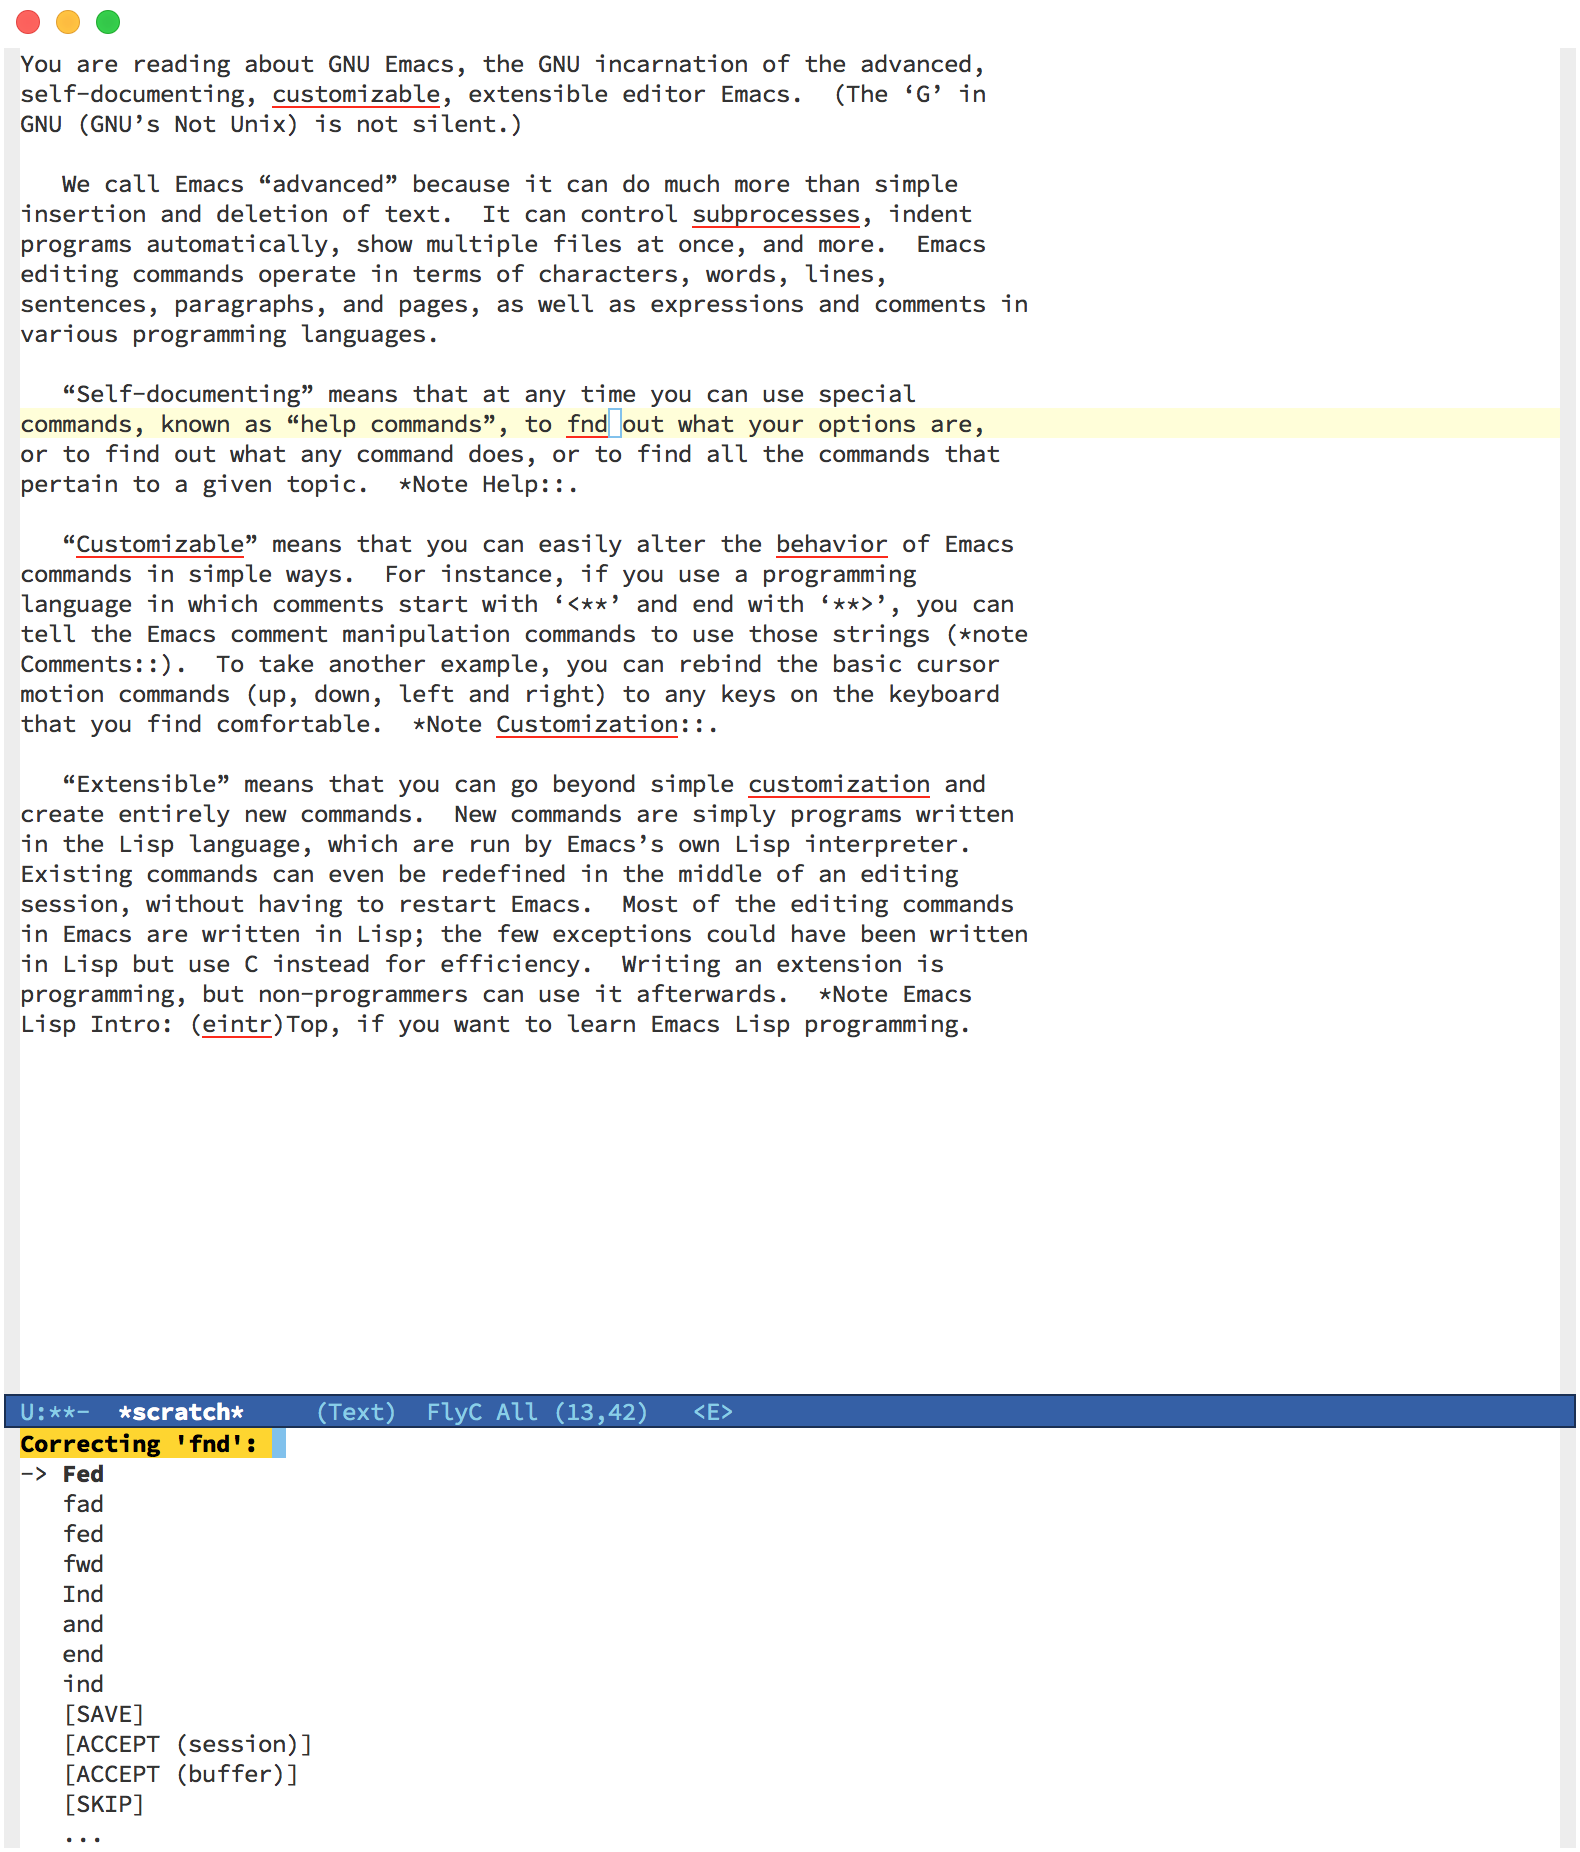 You are reading about GNU Emacs, the GNU incarnation of the advanced,
self-documenting, customizable, extensible editor Emacs.  (The ‘G’ in
GNU (GNU’s Not Unix) is not silent.)

   We call Emacs “advanced” because it can do much more than simple
insertion and deletion of text.  It can control subprocesses, indent
programs automatically, show multiple files at once, and more.  Emacs
editing commands operate in terms of characters, words, lines,
sentences, paragraphs, and pages, as well as expressions and comments in
various programming languages.

   “Self-documenting” means that at any time you can use special
commands, known as “help commands”, to fnd out what your options are,
or to find out what any command does, or to find all the commands that
pertain to a given topic.  *Note Help::.

   “Customizable” means that you can easily alter the behavior of Emacs
commands in simple ways.  For instance, if you use a programming
language in which comments start with ‘<**’ and end with ‘**>’, you can
tell the Emacs comment manipulation commands to use those strings (*note
Comments::).  To take another example, you can rebind the basic cursor
motion commands (up, down, left and right) to any keys on the keyboard
that you find comfortable.  *Note Customization::.

   “Extensible” means that you can go beyond simple customization and
create entirely new commands.  New commands are simply programs written
in the Lisp language, which are run by Emacs’s own Lisp interpreter.
Existing commands can even be redefined in the middle of an editing
session, without having to restart Emacs.  Most of the editing commands
in Emacs are written in Lisp; the few exceptions could have been written
in Lisp but use C instead for efficiency.  Writing an extension is
programming, but non-programmers can use it afterwards.  *Note Emacs
Lisp Intro: (eintr)Top, if you want to learn Emacs Lisp programming.

U:**-  *scratch*     (Text)  FlyC All (13,42)   <E>
Correcting 'fnd':
-> Fed
   fad
   fed
   fwd
   Ind
   and
   end
   ind
   [SAVE]
   [ACCEPT (session)]
   [ACCEPT (buffer)]
   [SKIP]
   ...